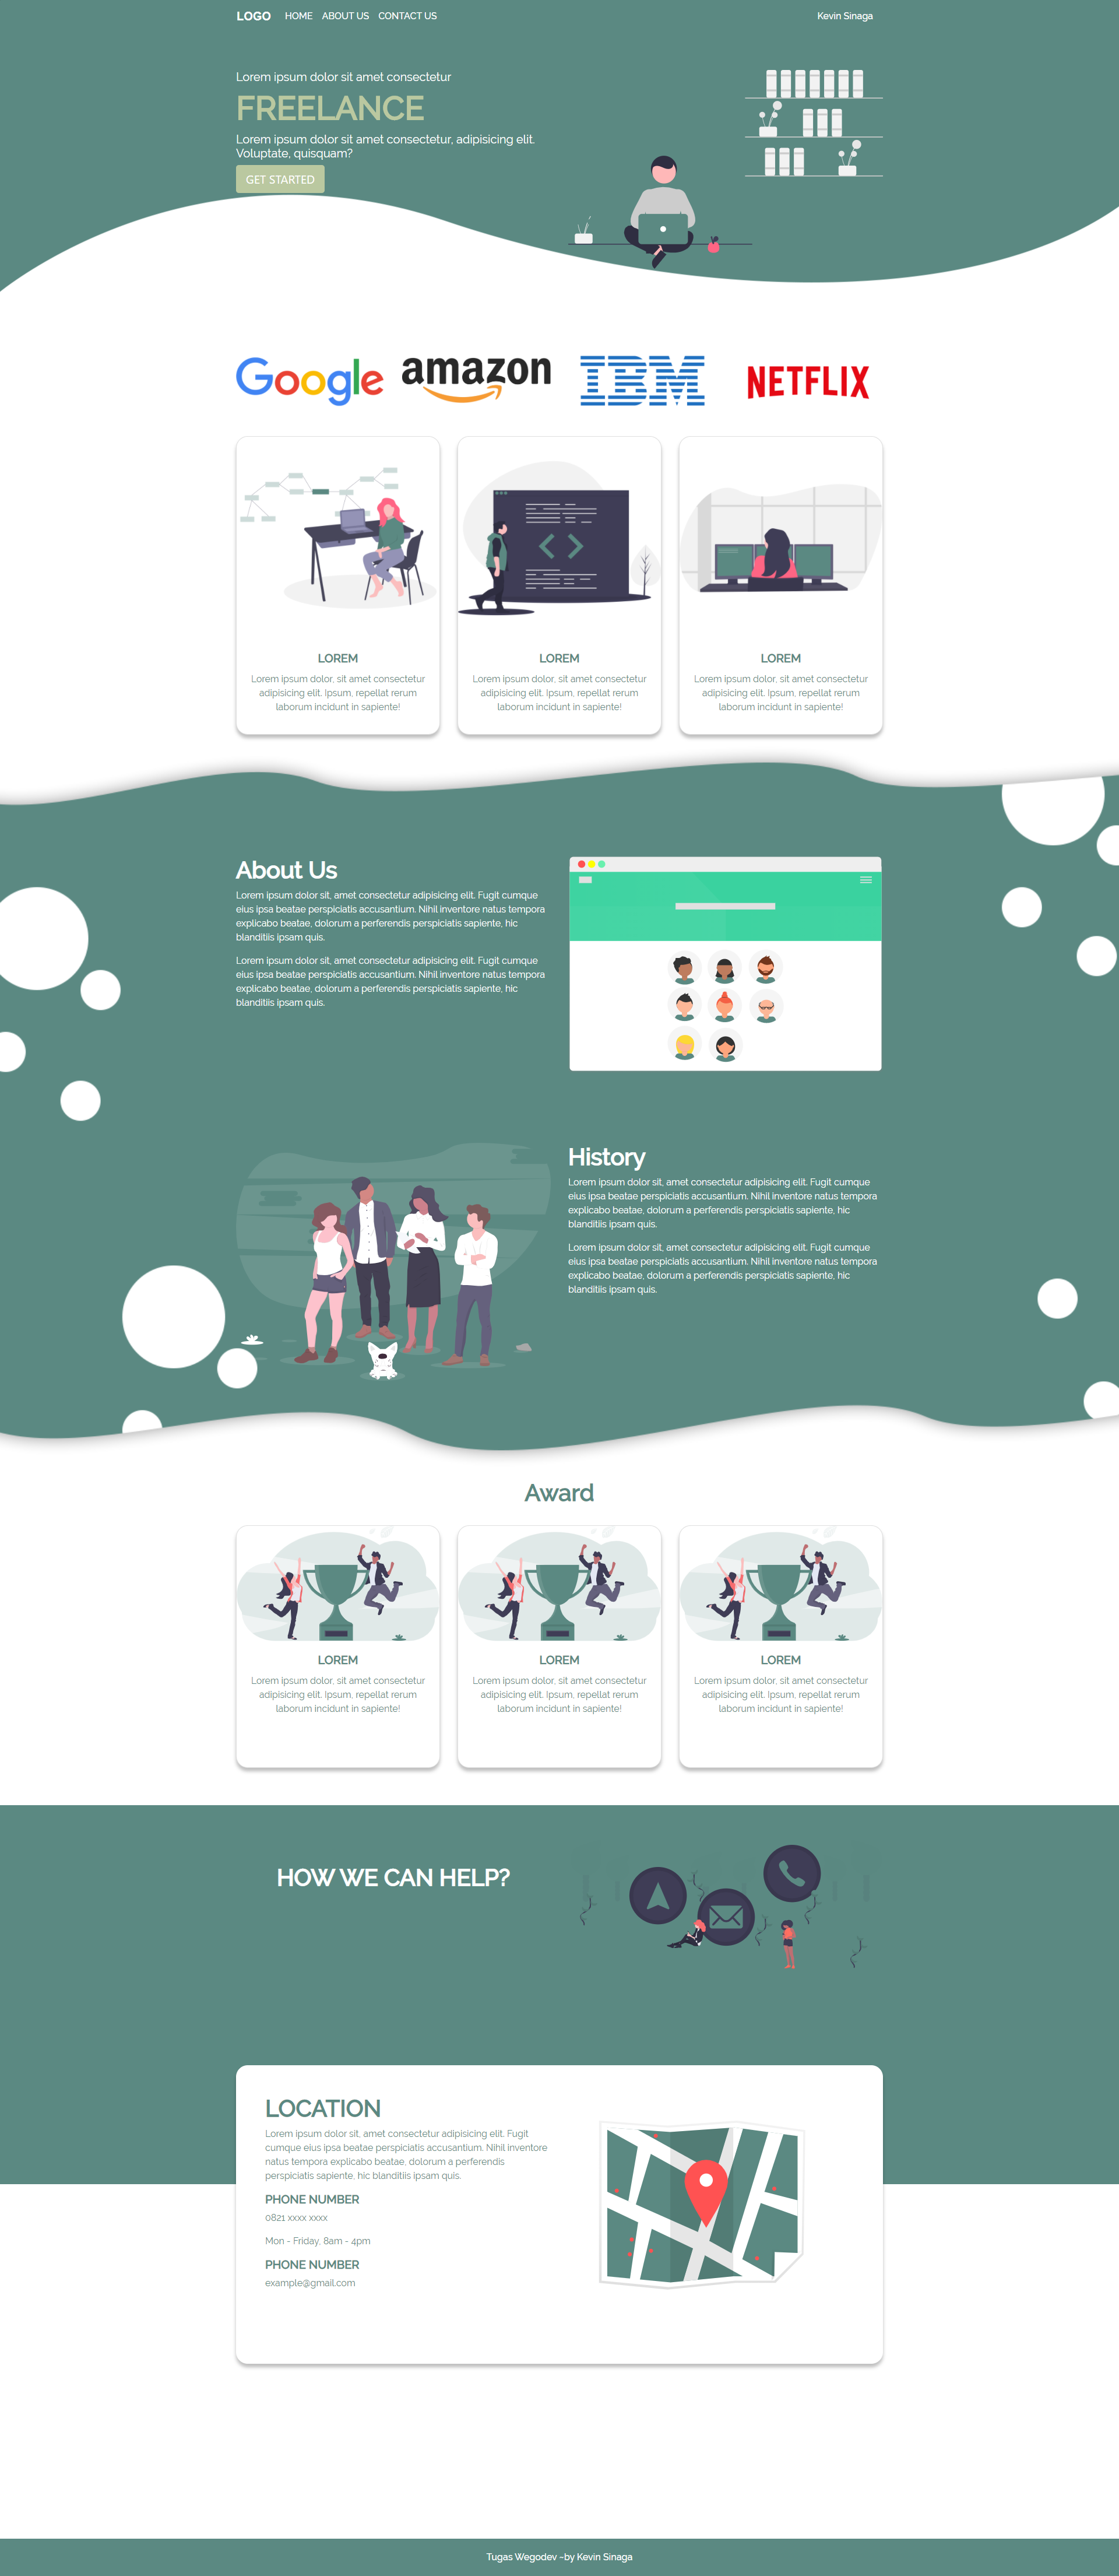 LOGO HOME ABOUT US CONTACT US Kevin Sinaga
Lorem ipsum dolor sit amet consectetur
FREELANCE
Lorem ipsum dolor sit amet consectetur, adipisicing elit.
Voluptate, quisquam?
GET STARTED
Google amazon IBM NETFLIX
LOREM
Lorem ipsum dolor, sit amet consectetur
adipisicing elit. Ipsum, repellat rerum
laborum incidunt in sapiente!
LOREM
Lorem ipsum dolor, sit amet consectetur
adipisicing elit. Ipsum, repellat rerum
laborum incidunt in sapiente!
LOREM
Lorem ipsum dolor, sit amet consectetur
adipisicing elit. Ipsum, repellat rerum
laborum incidunt in sapiente!
About Us
Lorem ipsum dolor sit, amet consectetur adipisicing elit. Fugit cumque
eius ipsa beatae perspiciatis accusantium. Nihil inventore natus tempora
explicabo beatae, dolorum a perferendis perspiciatis sapiente, hic
blanditiis ipsam quis.
Lorem ipsum dolor sit, amet consectetur adipisicing elit. Fugit cumque
eius ipsa beatae perspiciatis accusantium. Nihil inventore natus tempora
explicabo beatae, dolorum a perferendis perspiciatis sapiente, hic
blanditiis ipsam quis.
History
Lorem ipsum dolor sit, amet consectetur adipisicing elit. Fugit cumque
eius ipsa beatae perspiciatis accusantium. Nihil inventore natus tempora
explicabo beatae, dolorum a perferendis perspiciatis sapiente, hic
blanditiis ipsam quis.
Lorem ipsum dolor sit, amet consectetur adipisicing elit. Fugit cumque
eius ipsa beatae perspiciatis accusantium. Nihil inventore natus tempora
explicabo beatae, dolorum a perferendis perspiciatis sapiente, hic
blanditiis ipsam quis.
Award
LOREM
Lorem ipsum dolor, sit amet consectetur
adipisicing elit. Ipsum, repellat rerum
laborum incidunt in sapiente!
LOREM
Lorem ipsum dolor, sit amet consectetur
adipisicing elit. Ipsum, repellat rerum
laborum incidunt in sapiente!
LOREM
Lorem ipsum dolor, sit amet consectetur
adipisicing elit. Ipsum, repellat rerum
laborum incidunt in sapiente!
HOW WE CAN HELP?
LOCATION
Lorem ipsum dolor sit, amet consectetur adipisicing elit. Fugit
cumque eius ipsa beatae perspiciatis accusantium. Nihil inventore
natus tempora explicabo beatae, dolorum a perferendis
perspiciatis sapiente, hic blanditiis ipsam quis.
PHONE NUMBER
0821 xxxx xxxx
Mon - Friday, 8am - 4pm
PHONE NUMBER
example@gmail.com
Tugas Wegodev ~by Kevin Sinaga